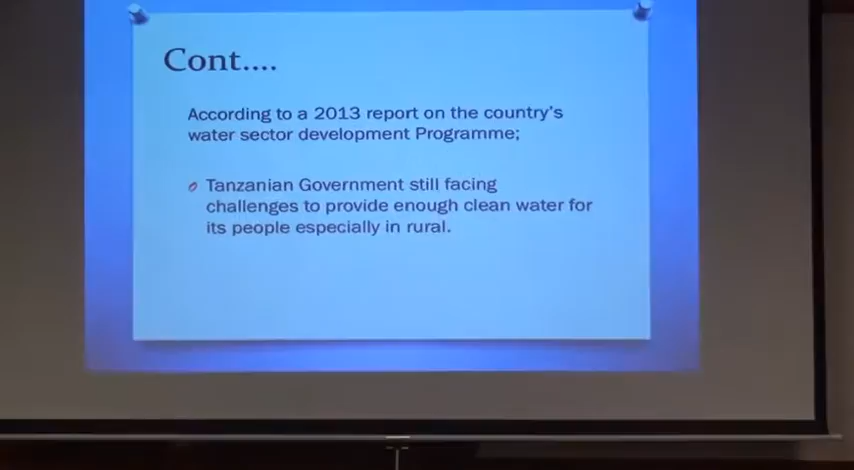 Cont....
According to a 2013 report on the country's
water sector development Programme;
Tanzanian Government still facing
challenges to provide enough clean water for
its people especially in rural.